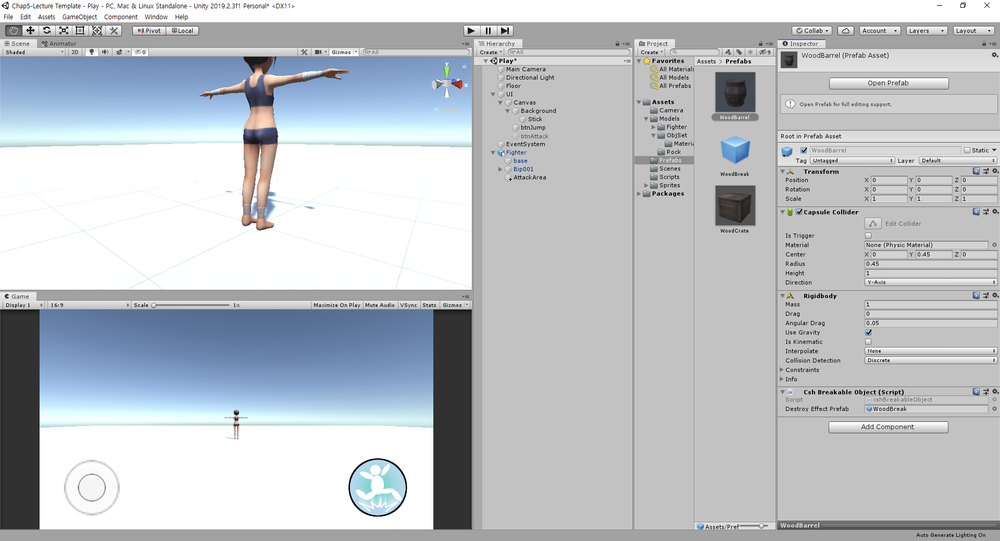 Chap5-Lecture Template - Play - PC, Mac & Linux Standalone - Unity 2019.2.3f1 Personal* <DX11>
File Edit Assets GameObject Component Window Help
Pivot Local
Collab Account Layers Layout
Scene Animator
Shaded 2D 0 Gizmos All
y
x
Game
Display 1 16:9 Scale 1x Maximize On Play Mute Audio VSync Stats Gizmos
Hierarchy
Create All
Play*
Main Camera
Directional Light
Floor
UI
Canvas
Background
Stick
btnJump
btnAttack
EventSystem
Fighter
base
Bip001
AttackArea
Project
Create 9
Favorites
All Materials
All Models
All Prefabs
Assets
Camera
Models
Fighter
ObjSet
Materia
Rock
Prefabs
Scenes
Scripts
Sprites
Packages
Assets > Prefabs
WoodBarrel
WoodBreak
WoodCrate
Assets/Pref
Inspector
WoodBarrel (Prefab Asset)
Open Prefab
Open Prefab for full editing support.
Root in Prefab Asset
WoodBarrel Static
Tag Untagged Layer Default
Transform
Position X 0 Y 0 Z 0
Rotation X 0 Y 0 Z 0
Scale X 1 Y 1 Z 1
Capsule Collider
Edit Collider
Is Trigger
Material None (Physic Material)
Center X 0 Y 0.45 Z 0
Radius 0.45
Height 1
Direction Y-Axis
Rigidbody
Mass 1
Drag 0
Angular Drag 0.05
Use Gravity
Is Kinematic
Interpolate None
Collision Detection Discrete
Constraints
Info
Csh Breakable Object (Script)
Script cshBreakableObject
Destroy Effect Prefab WoodBreak
Add Component
WoodBarrel
Auto Generate Lighting On